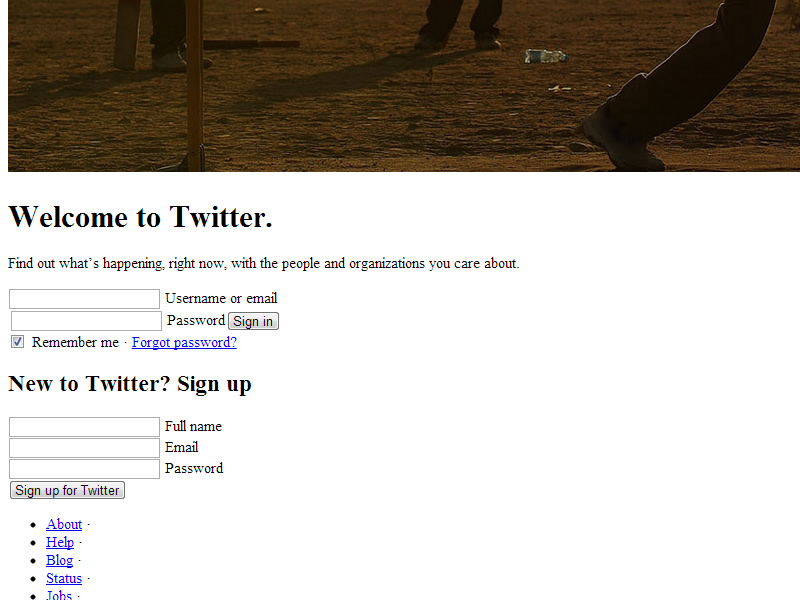 Welcome to Twitter.
Find out what’s happening, right now, with the people and organizations you care about.
Username or email
Password Sign in
Remember me · Forgot password?
New to Twitter? Sign up
Full name
Email
Password
Sign up for Twitter
• About ·
• Help ·
• Blog ·
• Status ·
• Jobs ·